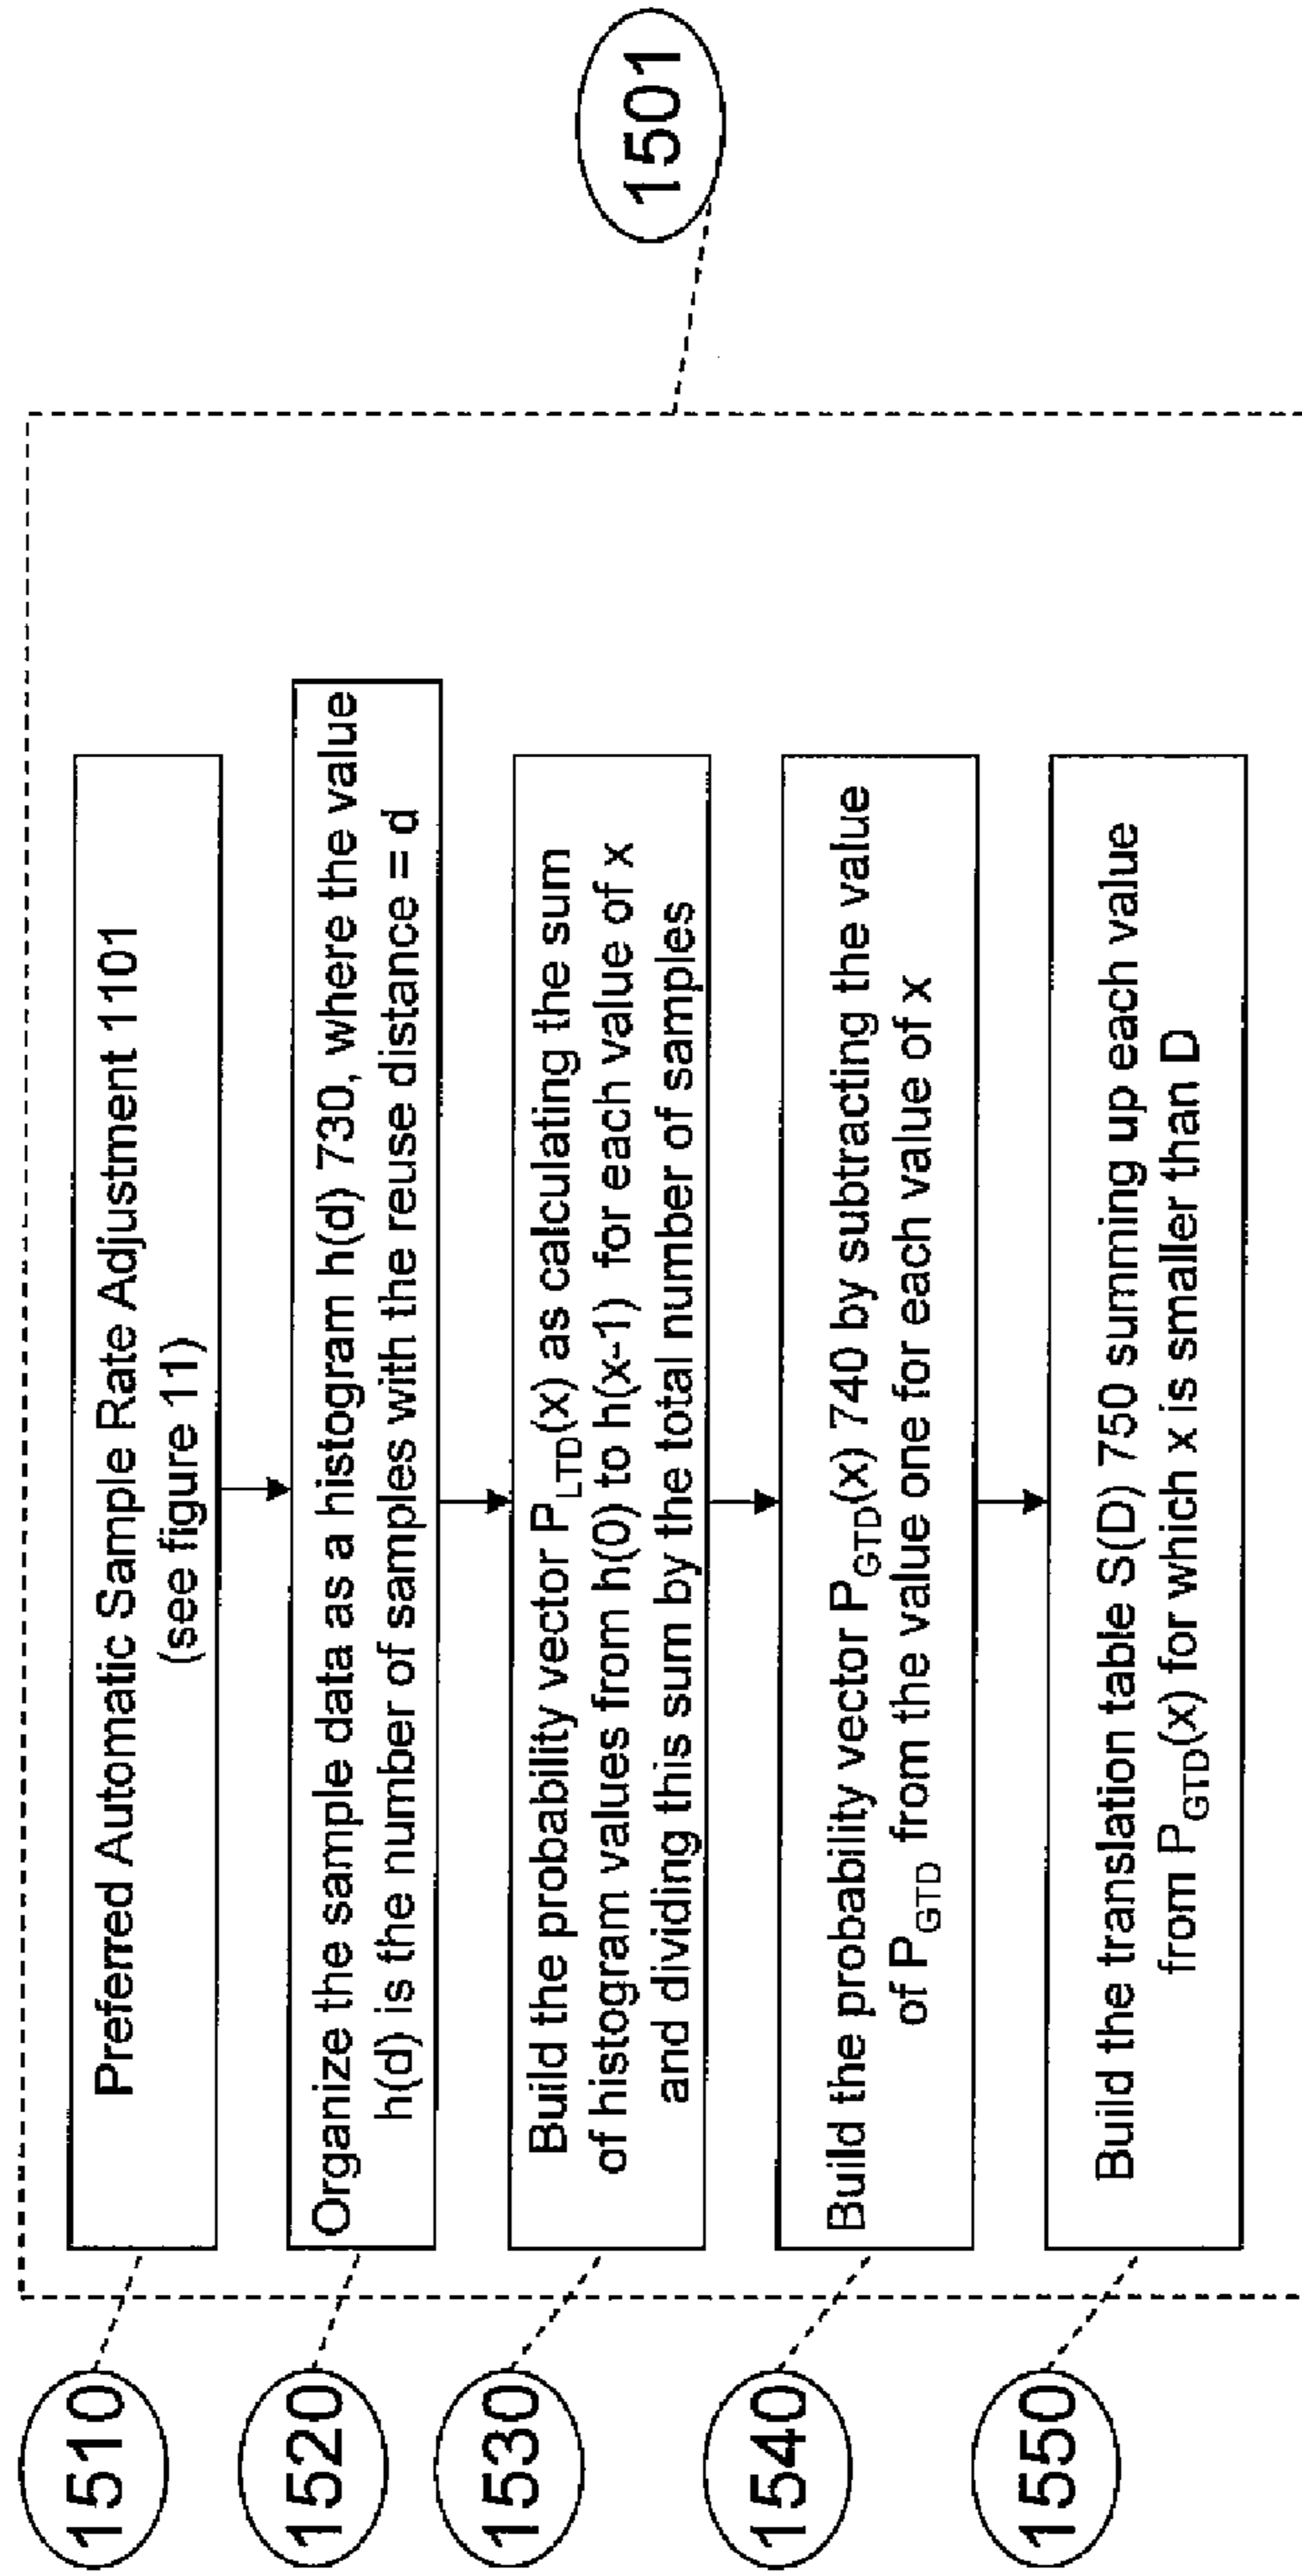 1510
Preferred Automatic Sample Rate Adjustment 1101
(see figure 11)
1520
Organize the sample data as a histogram h(d) 730, where the value
h(d) is the number of samples with the reuse distance = d
1530
Build the probability vector P_LTD(x) as calculating the sum
of histogram values from h(0) to h(x-1) for each value of x
and dividing this sum by the total number of samples
1540
Build the probability vector P_GTD(x) 740 by subtracting the value
of P_GTD from the value one for each value of x
1550
Build the translation table S(D) 750 summing up each value
from P_GTD(x) for which x is smaller than D
1501